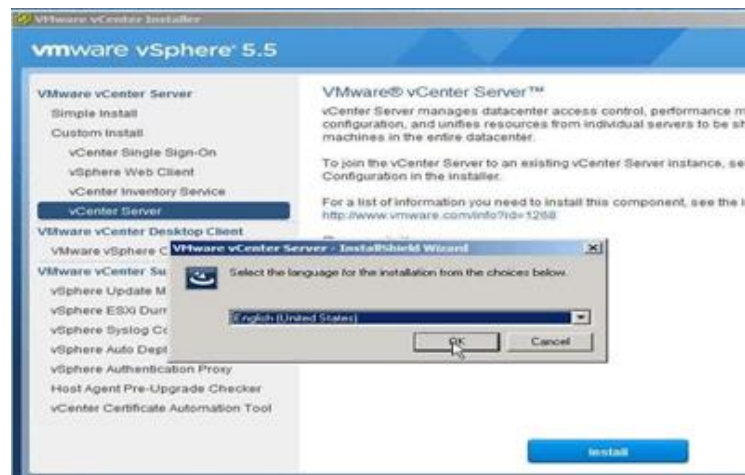 VMware vCenter Installer
vmware vSphere® 5.5
VMware vCenter Server
Simple Install
Custom Install
vCenter Single Sign-On
vSphere Web Client
vCenter Inventory Service
vCenter Server
VMware vCenter Desktop Client
VMware vSphere C
VMware vCenter Su
vSphere Update M
vSphere ESXi Dum
vSphere Syslog Co
vSphere Auto Dept
vSphere Authentication Proxy
Host Agent Pre-Upgrade Checker
vCenter Certificate Automation Tool
VMware® vCenter Server™
vCenter Server manages datacenter access control, performance m
configuration, and unifies resources from individual servers to be sh
machines in the entire datacenter.
To join the vCenter Server to an existing vCenter Server instance, se
Configuration in the installer.
For a list of information you need to install this component, see the i
http://www.vmware.com/info?id=1268
VMware vCenter Server - InstallShield Wizard
Select the language for the installation from the choices below.
English (United States)
OK
Cancel
Install